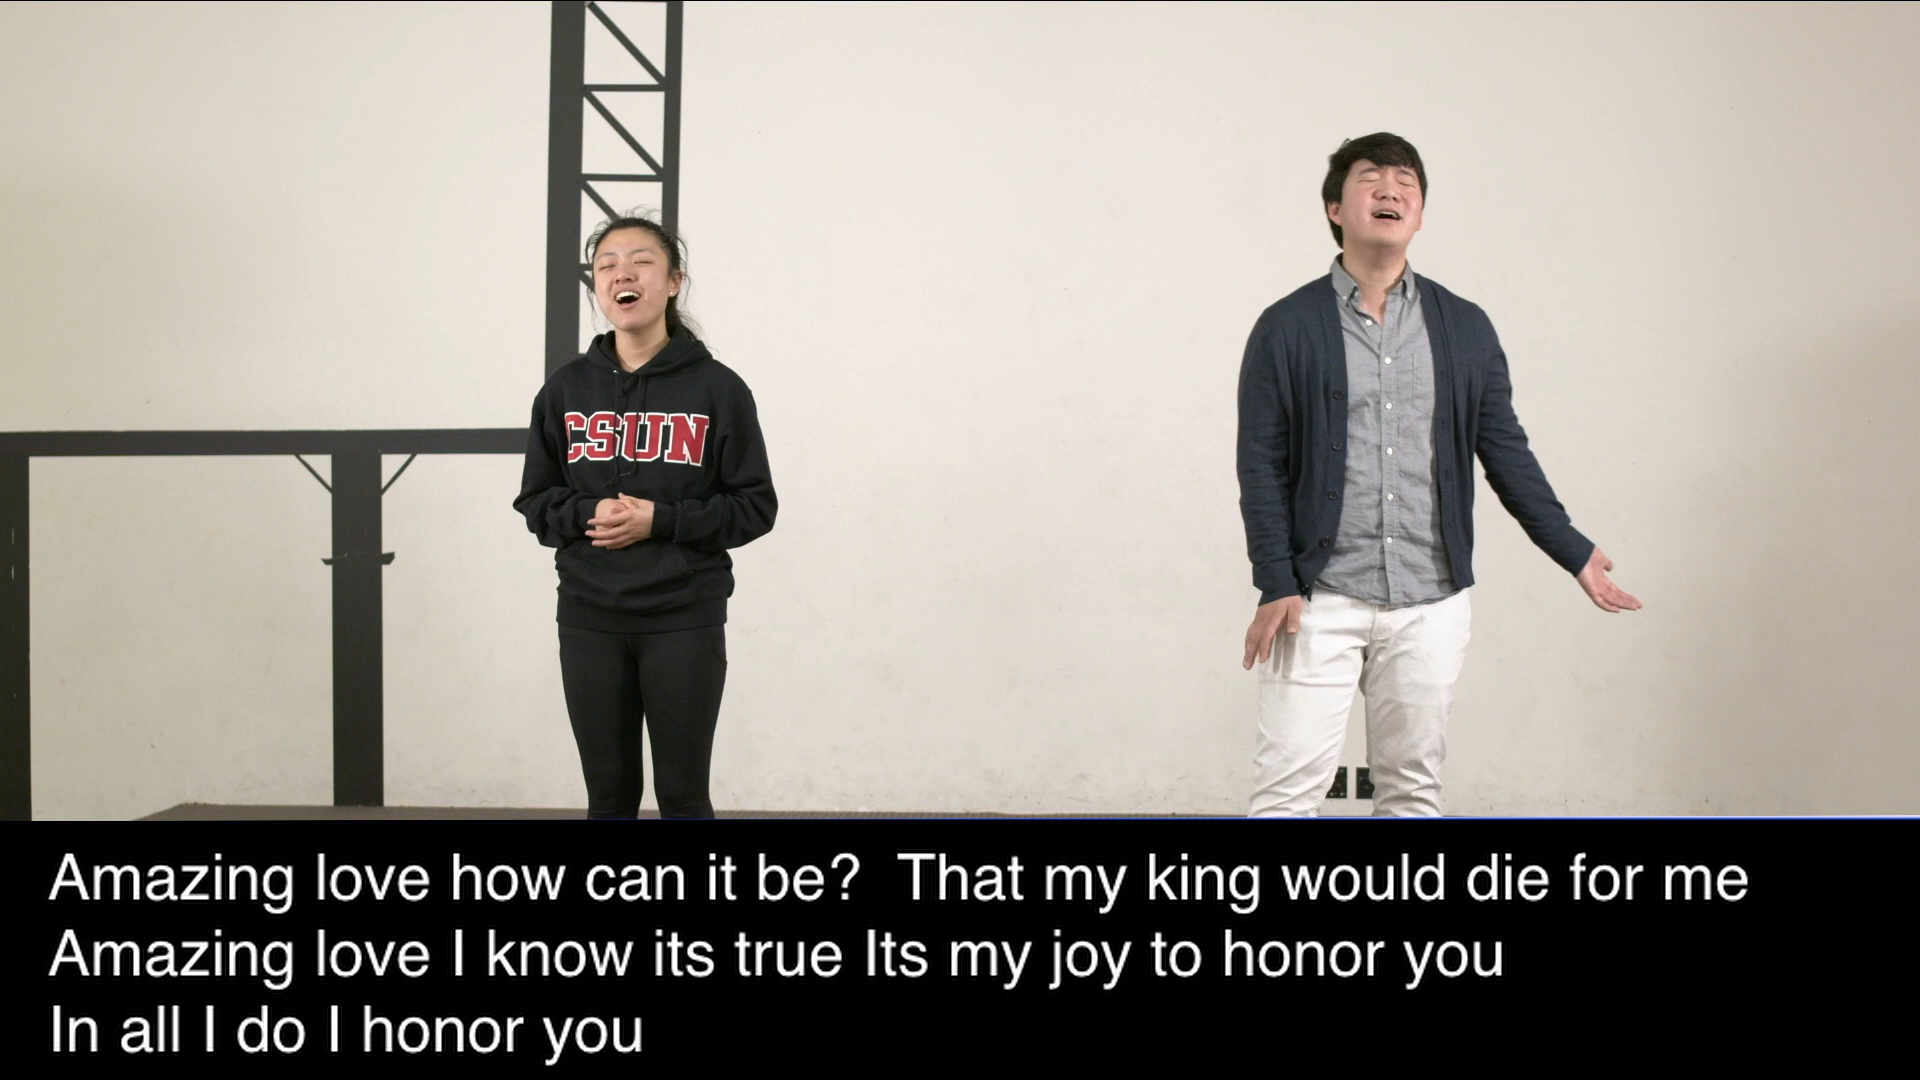 CSUN
Amazing love how can it be?  That my king would die for me
Amazing love I know its true Its my joy to honor you
In all I do I honor you